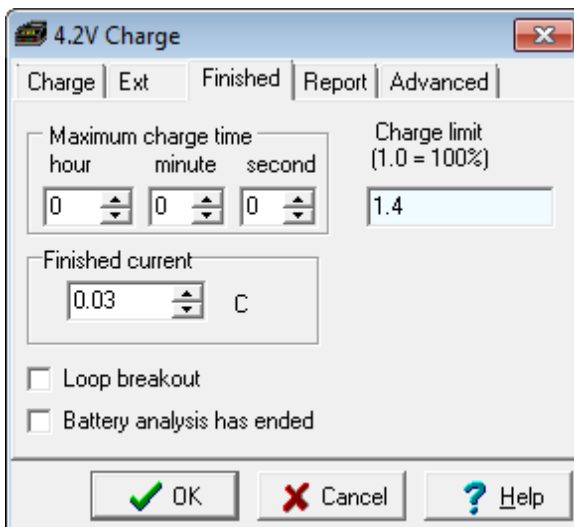 4.2V Charge
Charge Ext Finished Report Advanced
Maximum charge time
hour minute second
0 0 0
Charge limit
(1.0 = 100%)
1.4
Finished current
0.03 C
Loop breakout
Battery analysis has ended
OK Cancel ? Help